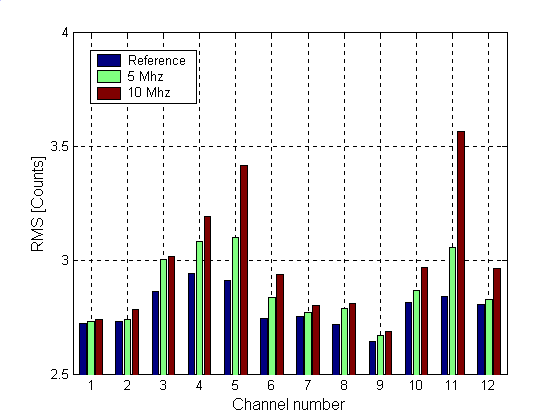 4
3.5
3
2.5
RMS [Counts]
Reference
5 Mhz
10 Mhz
1 2 3 4 5 6 7 8 9 10 11 12
Channel number